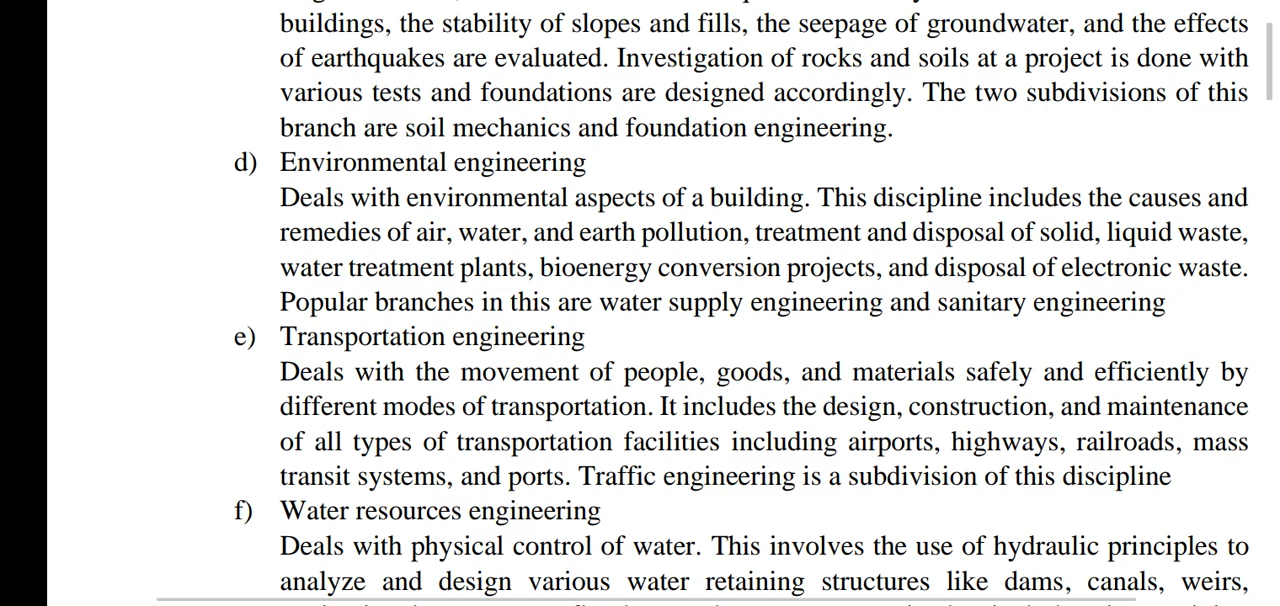 buildings, the stability of slopes and fills, the seepage of groundwater, and the effects
of earthquakes are evaluated. Investigation of rocks and soils at a project is done with
various tests and foundations are designed accordingly. The two subdivisions of this
branch are soil mechanics and foundation engineering.
d) Environmental engineering
Deals with environmental aspects of a building. This discipline includes the causes and
remedies of air, water, and earth pollution, treatment and disposal of solid, liquid waste,
water treatment plants, bioenergy conversion projects, and disposal of electronic waste.
Popular branches in this are water supply engineering and sanitary engineering
e) Transportation engineering
Deals with the movement of people, goods, and materials safely and efficiently by
different modes of transportation. It includes the design, construction, and maintenance
of all types of transportation facilities including airports, highways, railroads, mass
transit systems, and ports. Traffic engineering is a subdivision of this discipline
f) Water resources engineering
Deals with physical control of water. This involves the use of hydraulic principles to
analyze and design various water retaining structures like dams, canals, weirs,